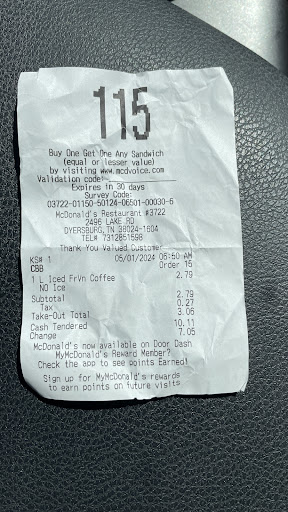 115
Buy One Get One Any Sandwich
(equal or lesser value)
by visiting www.mcdvoice.com
Validation code:
Expires in 30 days
Survey Code:
03722-01150-50124-06501-00030-6
McDonald's Restaurant #3722
2496 LAKE RD
DYERSBURG, TN 38024-1604
TEL# 7312851598
Thank You Valued Customer
KS# 1 05/01/2024 06:50 AM
CBB Order 15
1 L Iced FrVn Coffee 2.79
NO Ice
Subtotal 2.79
Tax 0.27
Take-Out Total 3.06
Cash Tendered 10.11
Change 7.05
McDonald's now available on Door Dash
MyMcDonald's Reward Member?
Check the app to see points Earned!
Sign up for MyMcDonald's rewards
to earn points on future visits